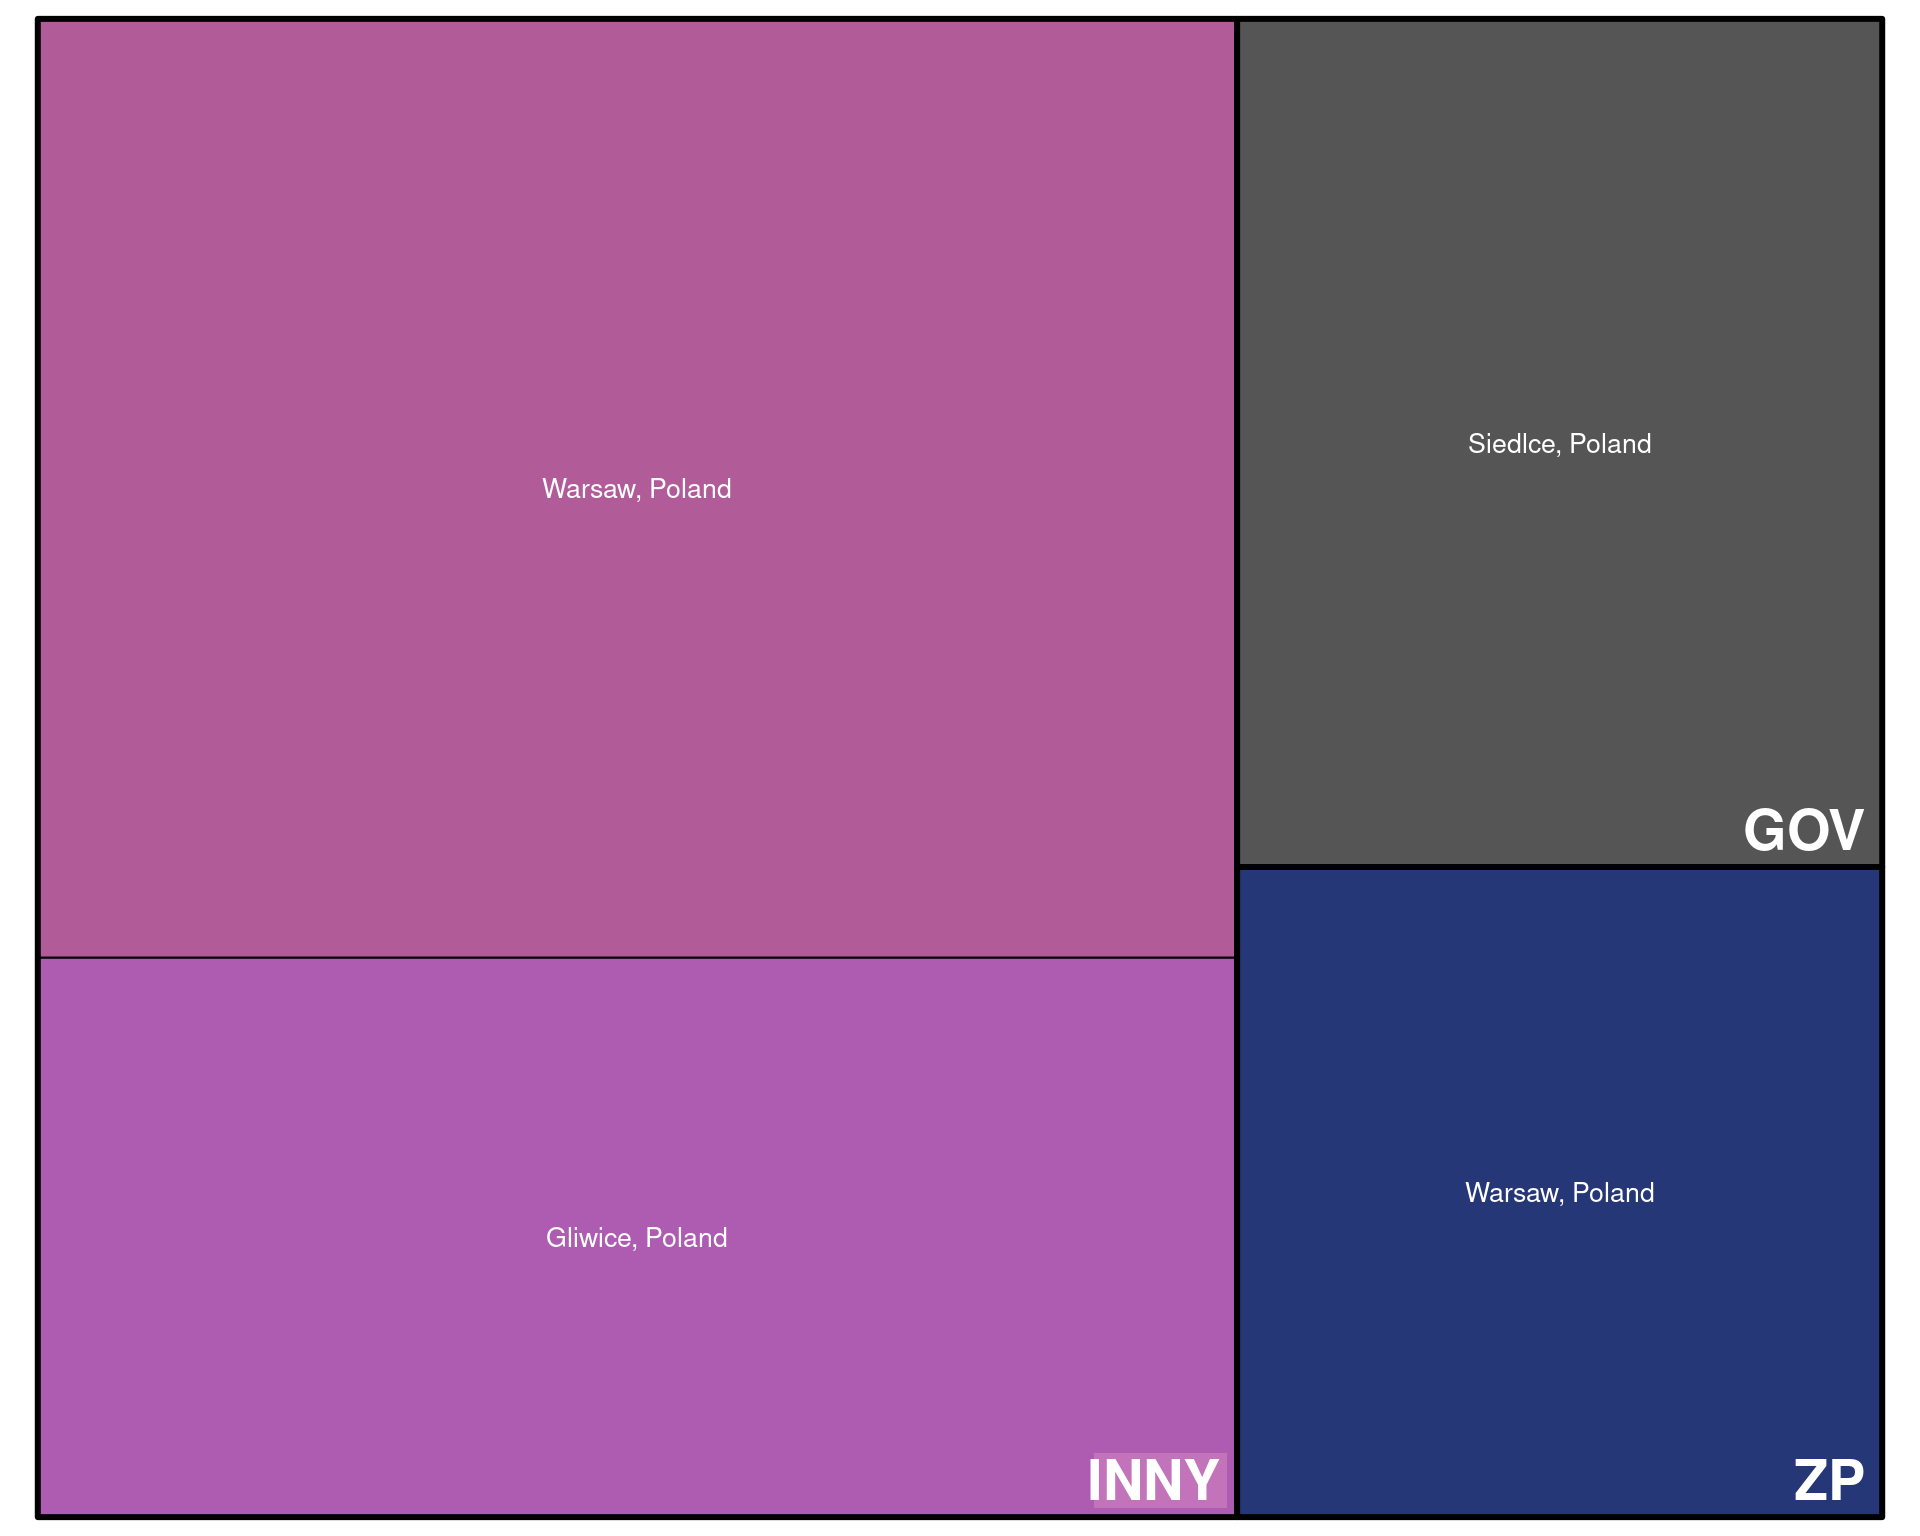 Warsaw, Poland
Gliwice, Poland
INNY
Siedlce, Poland
GOV
Warsaw, Poland
ZP